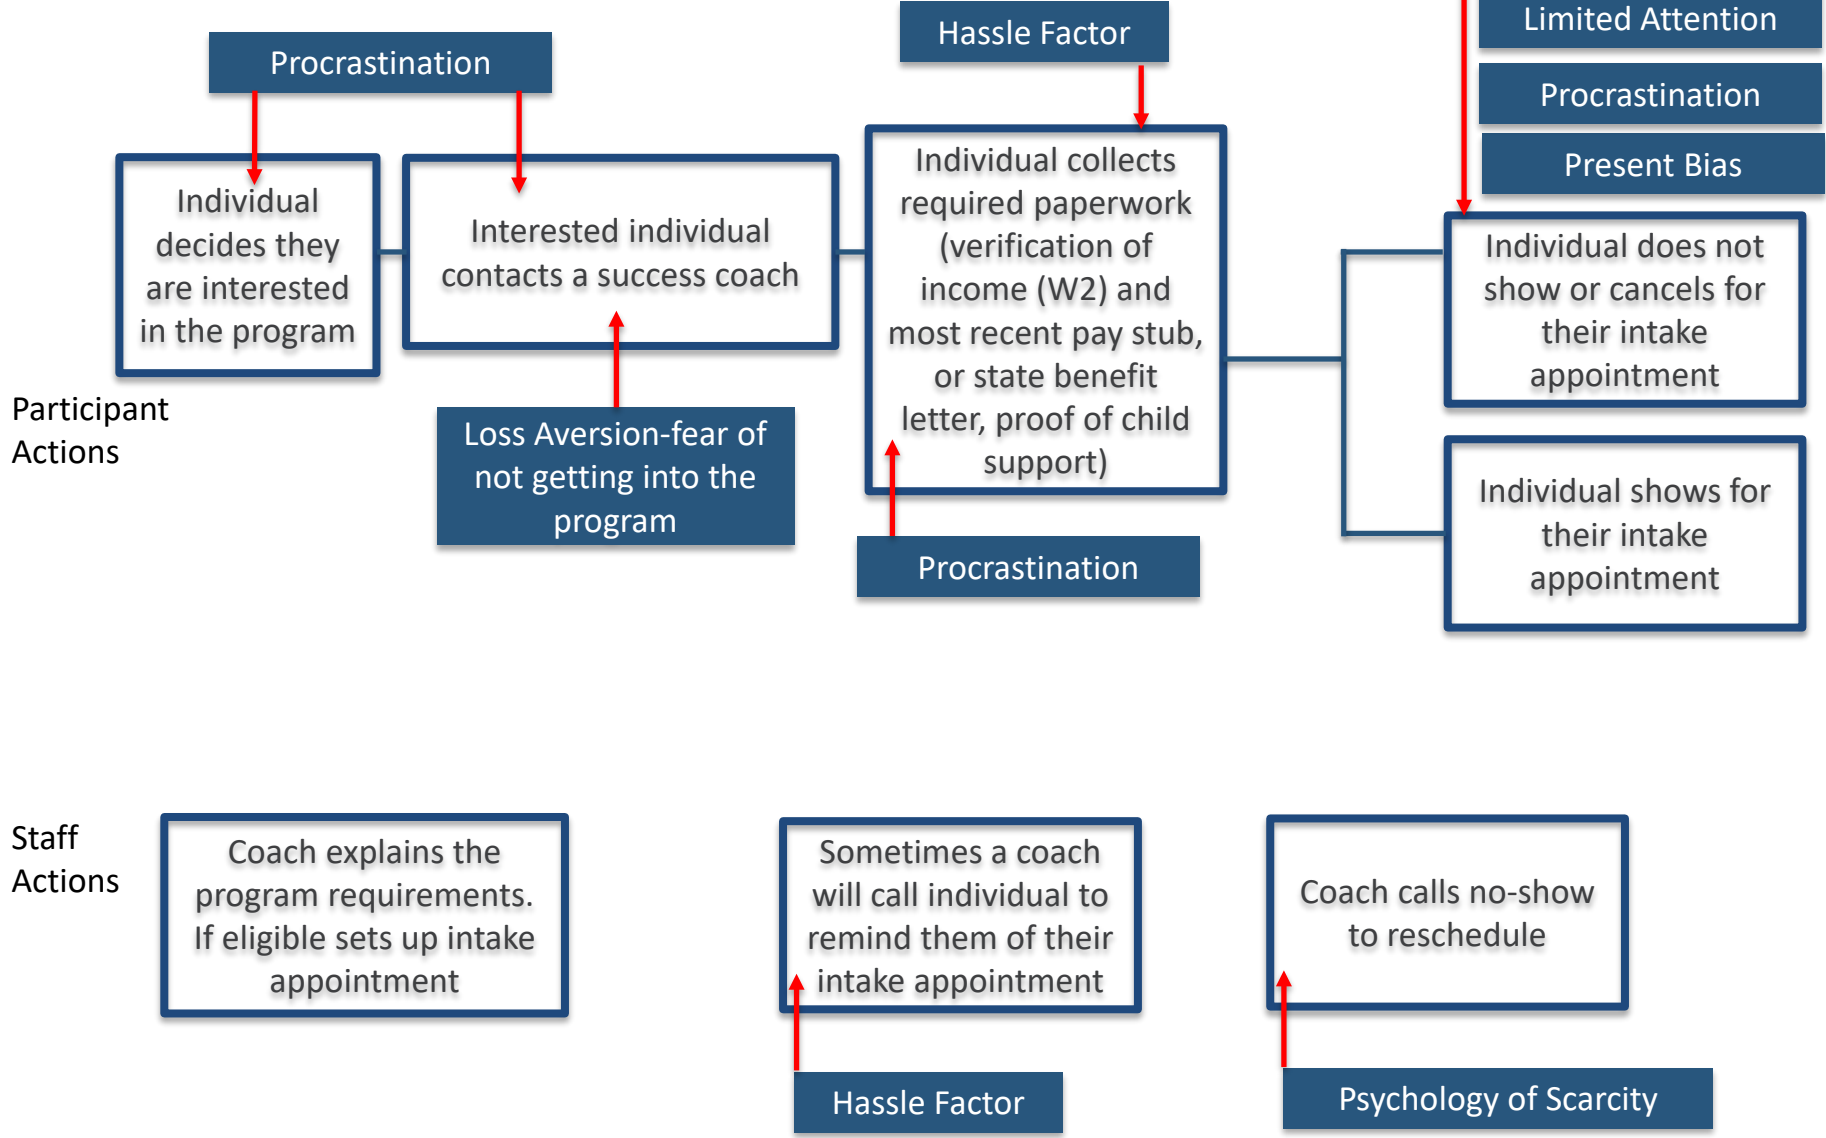 Limited Attention
Procrastination
Present Bias
Hassle Factor
Procrastination
Individual
decides they
are interested
in the program
Interested individual
contacts a success coach
Individual collects
required paperwork
(verification of
income (W2) and
most recent pay stub,
or state benefit
letter, proof of child
support)
Individual does not
show or cancels for
their intake
appointment
Participant
Actions
Loss Aversion-fear of
not getting into the
program
Procrastination
Individual shows for
their intake
appointment
Staff
Actions
Coach explains the
program requirements.
If eligible sets up intake
appointment
Sometimes a coach
will call individual to
remind them of their
intake appointment
Coach calls no-show
to reschedule
Hassle Factor
Psychology of Scarcity